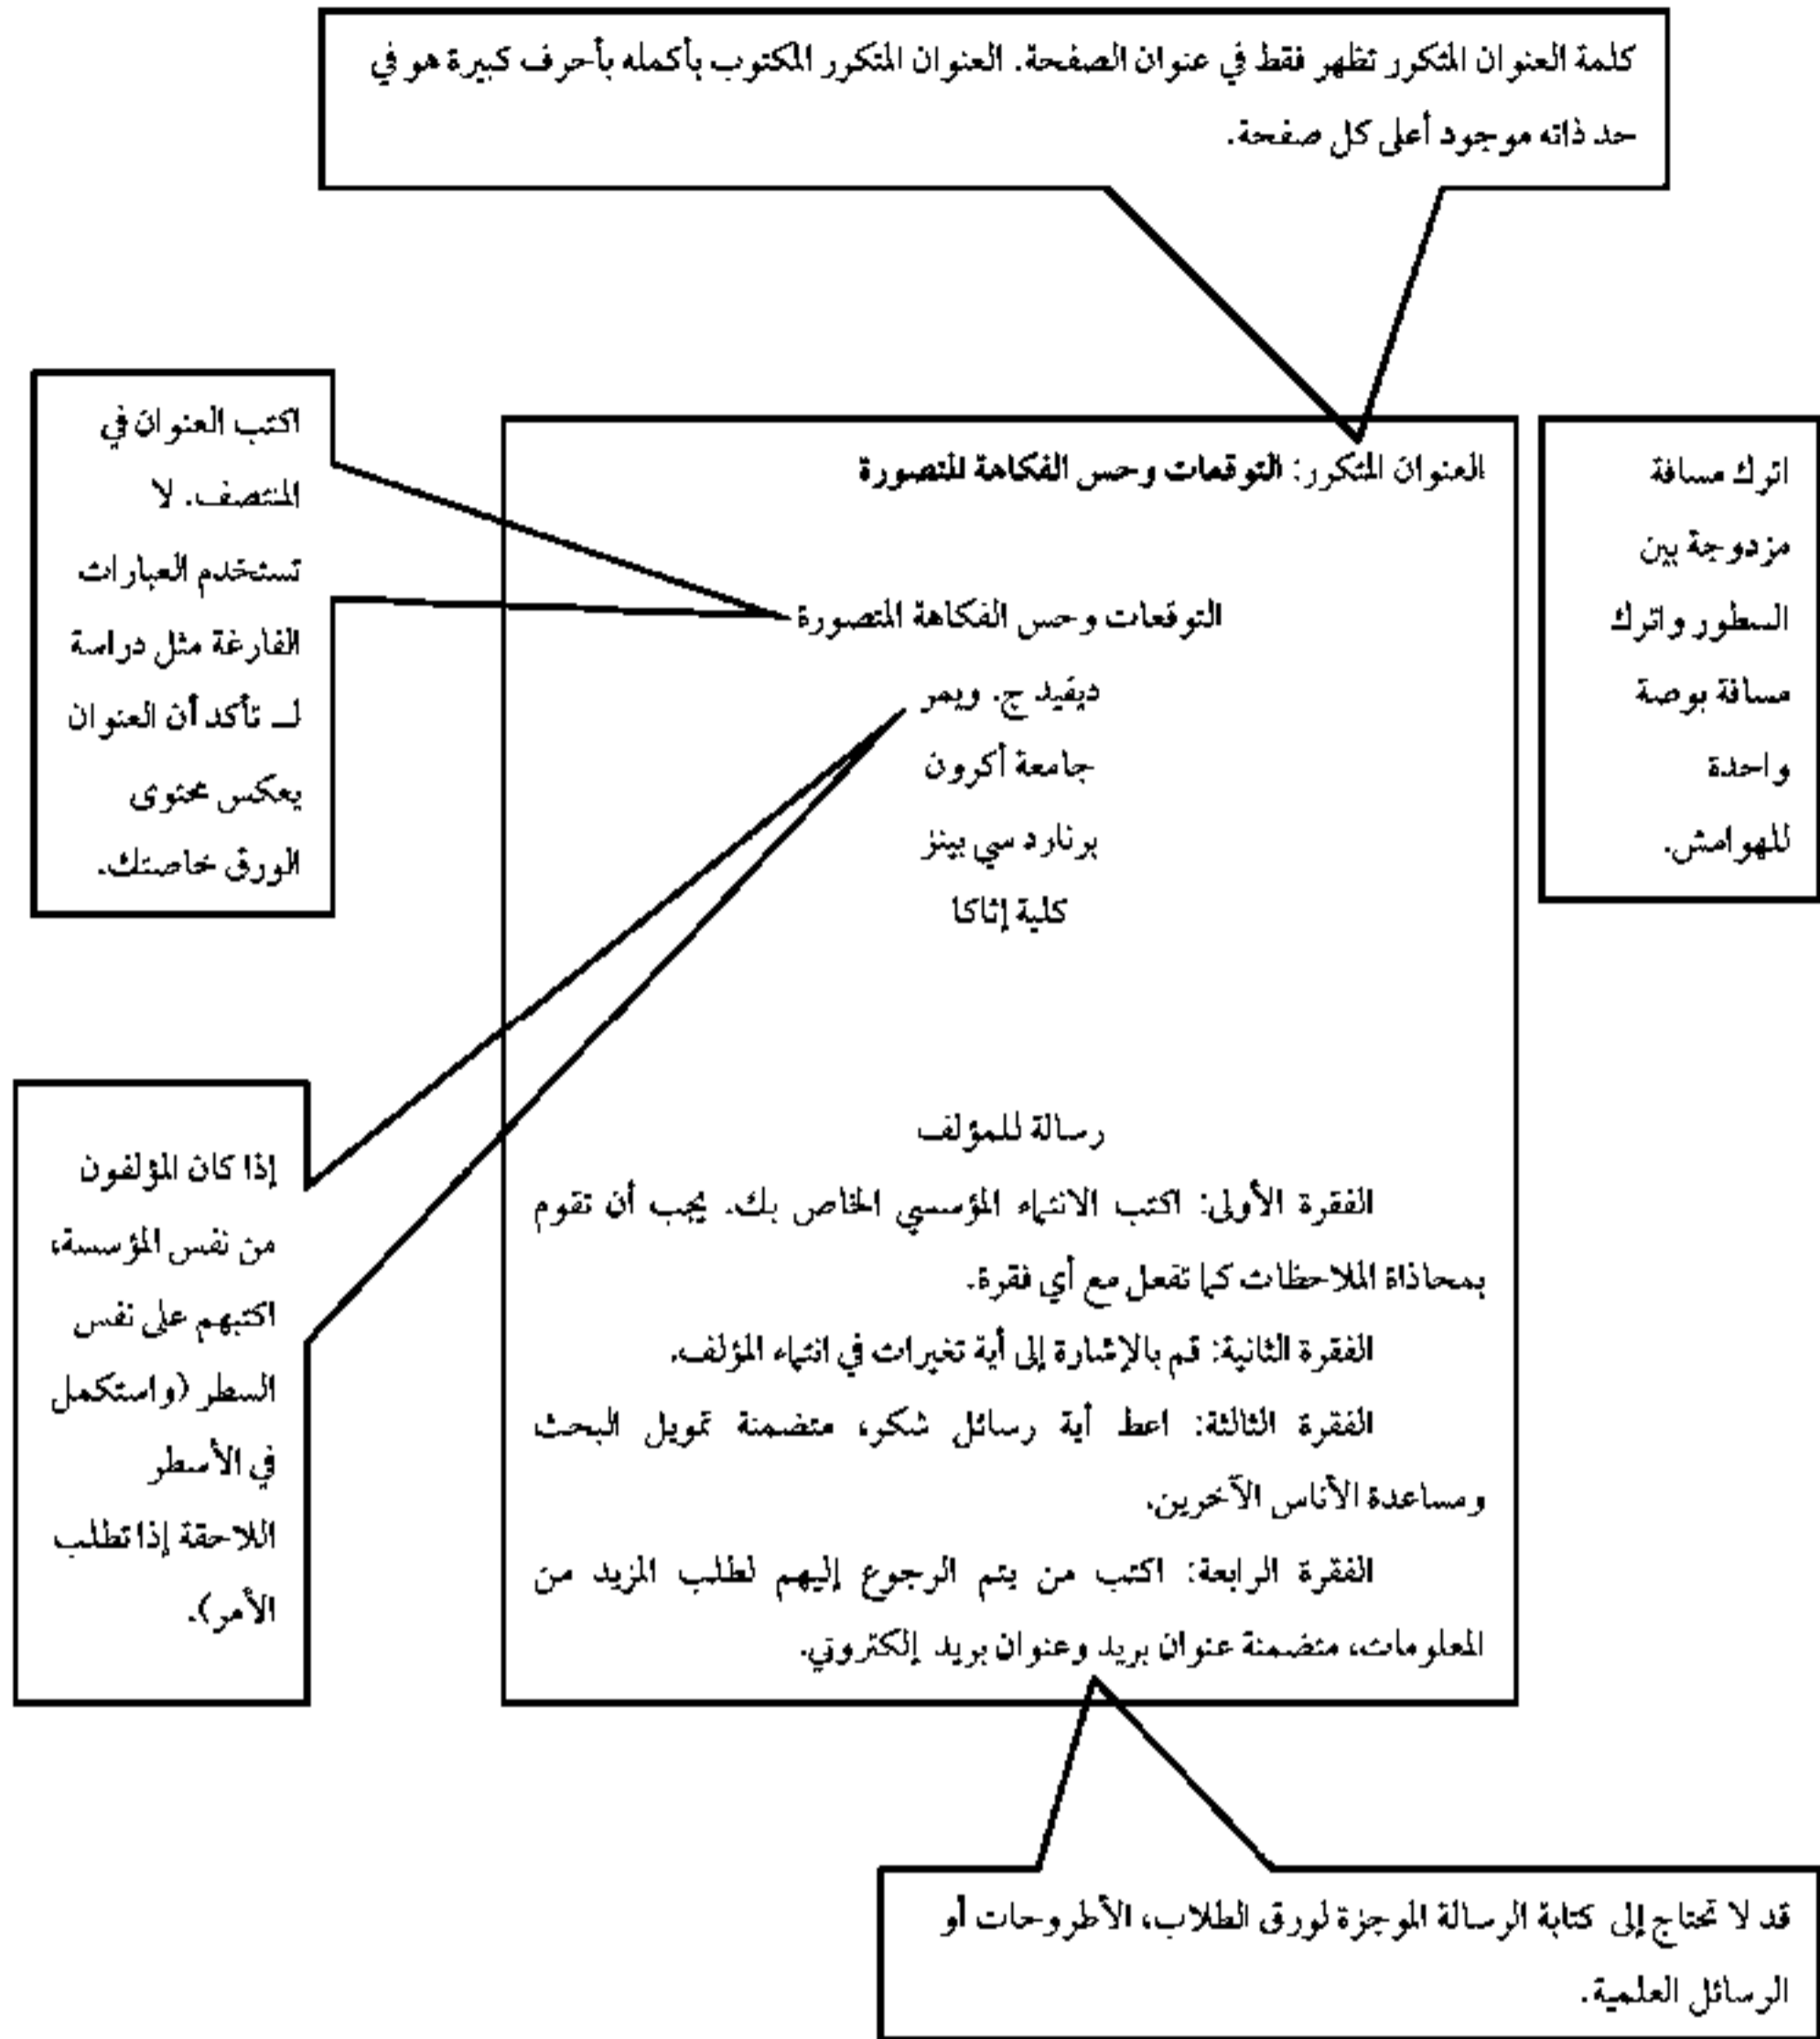 كلمة العنوان المتكرر تظهر فقط في عنوان الصفحة. العنوان المتكرر المكتوب بأكمله بأحرف كبيرة هو في
حد ذاته موجود أعلى كل صفحة.
اترك مسافة
مزدوجة بين
السطور واترك
مسافة بوصة
واحدة
للهوامش.
العنوان المتكرر: التوقعات وحس الفكاهة المتصورة
التوقعات وحس الفكاهة المتصورة
ديڤيد ج. ويمر
جامعة أكرون
برنارد سي بينز
كلية إثاكا
رسالة للمؤلف
الفقرة الأولى: اكتب الانتهاء المؤسسي الخاص بك. يجب أن تقوم
بمحاذاة الملاحظات كما تفعل مع أي فقرة.
الفقرة الثانية: قم بالإشارة إلى أية تغيرات في انتهاء المؤلف.
الفقرة الثالثة: اعط أية رسائل شكر، متضمنة تمويل البحث
ومساعدة الأناس الآخرين.
الفقرة الرابعة: اكتب من يتم الرجوع إليهم لطلب المزيد من
المعلومات، متضمنة عنوان بريد وعنوان بريد إلكتروني.
اكتب العنوان في
المنتصف. لا
تستخدم العبارات
الفارغة مثل دراسة
لـ تأكد أن العنوان
يعكس محتوى
الورق خاصتك.
إذا كان المؤلفون
من نفس المؤسسة،
اكتبهم على نفس
السطر (واستكمل
في الأسطر
اللاحقة إذا تطلب
الأمر).
قد لا تحتاج إلى كتابة الرسالة الموجزة لورق الطلاب، الأطروحات أو
الرسائل العلمية.